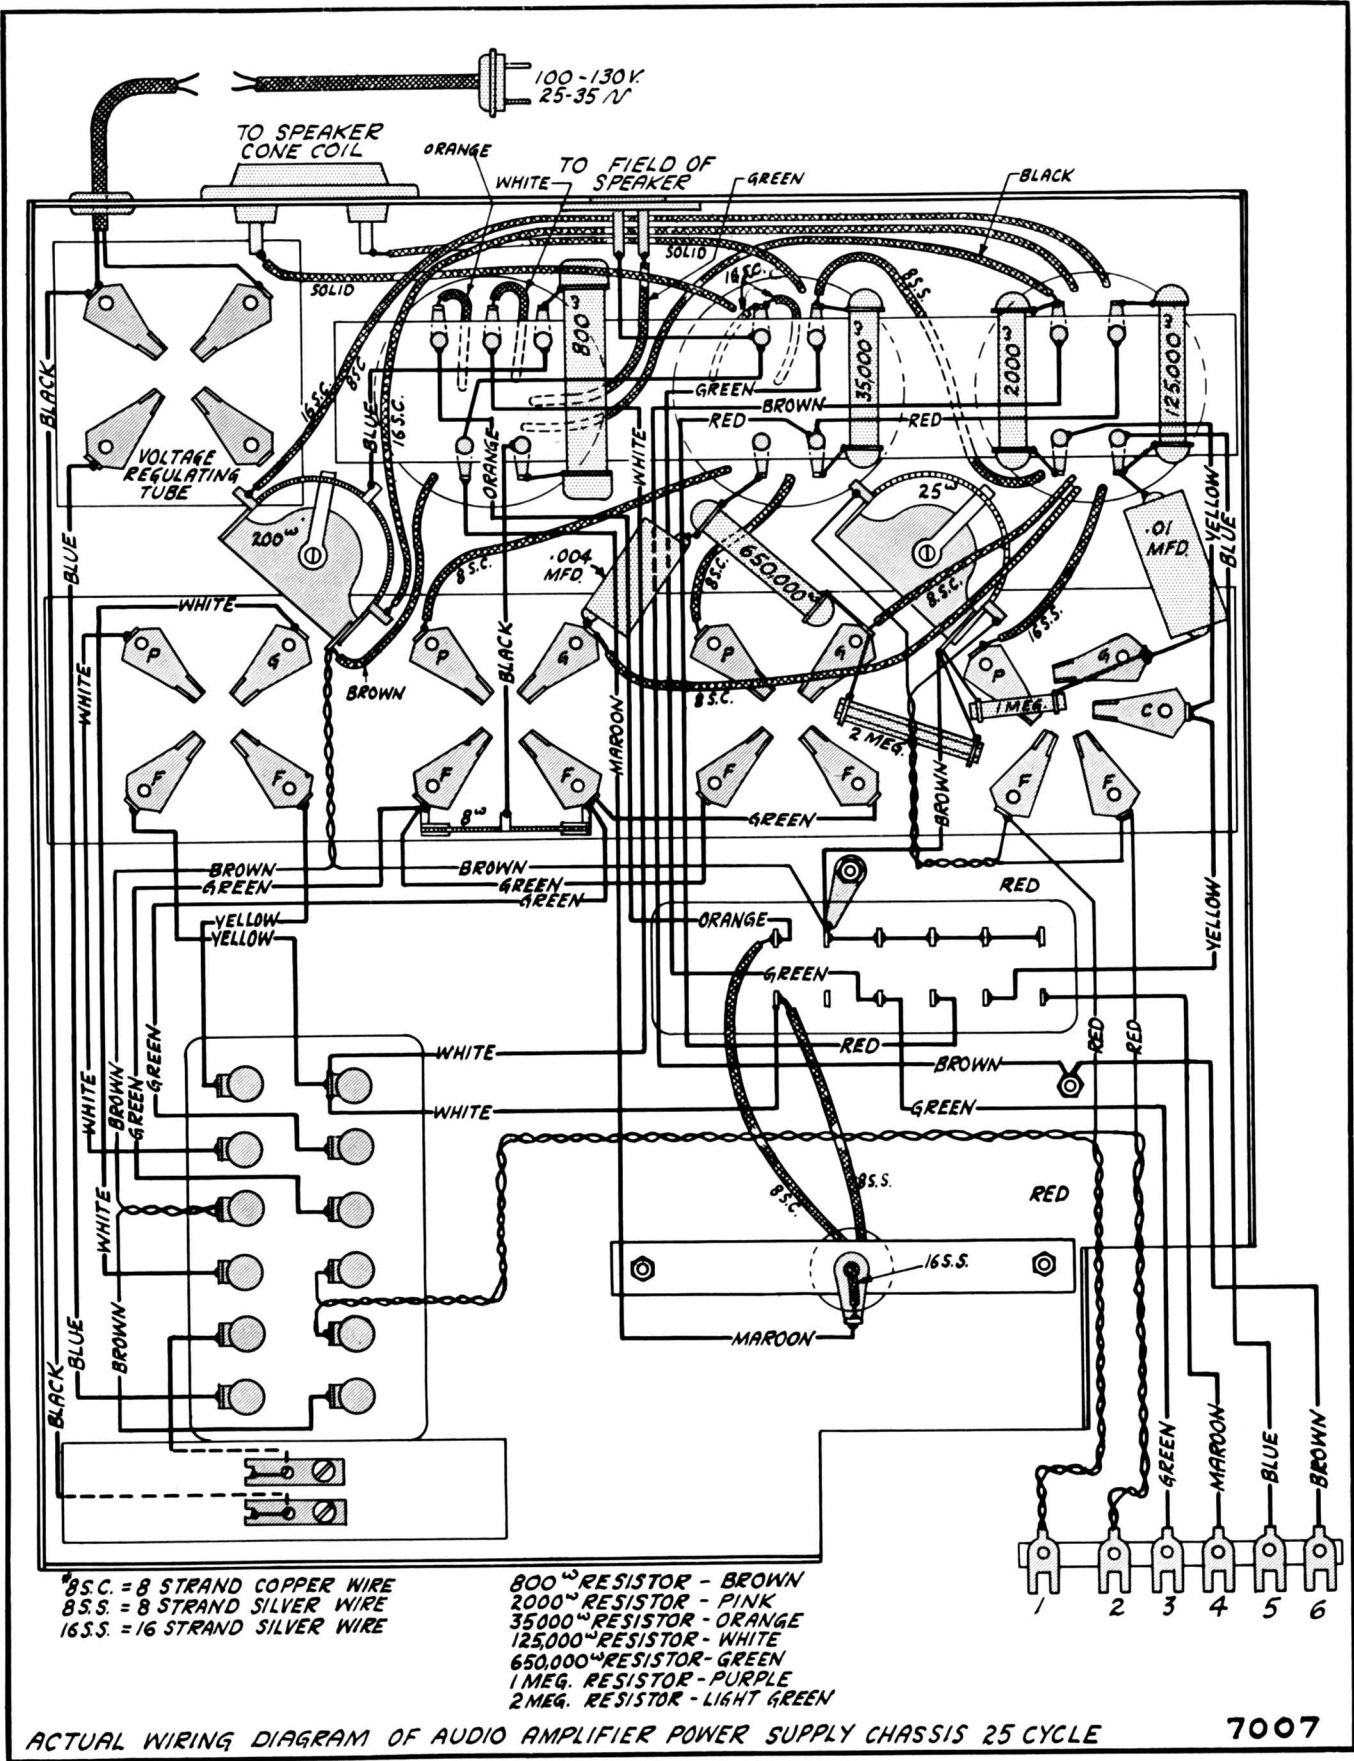 100-130V.
25-35 ∿
TO SPEAKER
CONE COIL
ORANGE
TO FIELD OF
SPEAKER
WHITE
GREEN
BLACK
SOLID
SOLID
16 S.C.
8 S.S.
8 S.C.
800 ω
35,000 ω
2000 ω
125,000 ω
BLACK
16 S.C.
8 S.C.
BLUE
16 S.C.
GREEN
BROWN
RED
RED
ORANGE
WHITE
VOLTAGE
REGULATING
TUBE
200 ω
25 ω
YELLOW
BLUE
.01
MFD.
.004
MFD.
650,000 ω
8 S.C.
8 S.C.
8 S.C.
16 S.S.
BLUE
WHITE
BROWN
BLACK
P
G
P
G
P
G
P
G
C
8 S.C.
1 MEG.
2 MEG.
WHITE
MAROON
BROWN
F
F
F
F
F
F
F
F
8 ω
GREEN
BROWN
GREEN
BROWN
GREEN
GREEN
RED
YELLOW
YELLOW
YELLOW
ORANGE
GREEN
RED
BROWN
RED
RED
WHITE
WHITE
GREEN
WHITE
BROWN
GREEN
GREEN
8 S.C.
8 S.S.
RED
WHITE
16 S.S.
MAROON
BLUE
BROWN
BLACK
GREEN
MAROON
BLUE
BROWN
1 2 3 4 5 6
*8 S.C. = 8 STRAND COPPER WIRE
8 S.S. = 8 STRAND SILVER WIRE
16 S.S. = 16 STRAND SILVER WIRE
800 ω RESISTOR - BROWN
2000 ω RESISTOR - PINK
35000 ω RESISTOR - ORANGE
125,000 ω RESISTOR - WHITE
650,000 ω RESISTOR - GREEN
1 MEG. RESISTOR - PURPLE
2 MEG. RESISTOR - LIGHT GREEN
ACTUAL WIRING DIAGRAM OF AUDIO AMPLIFIER POWER SUPPLY CHASSIS 25 CYCLE
7007